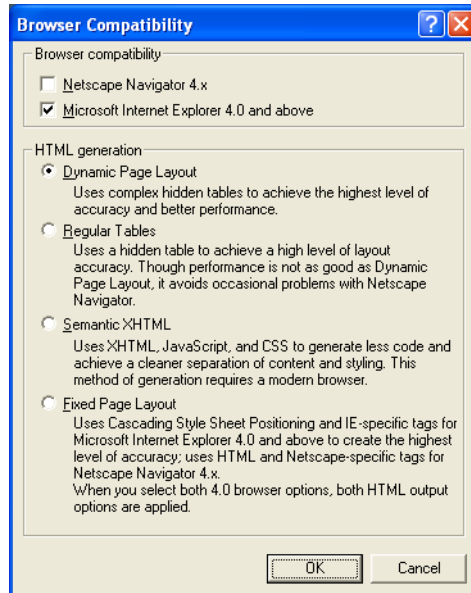 Browser Compatibility
Browser compatibility
Netscape Navigator 4.x
Microsoft Internet Explorer 4.0 and above
HTML generation
Dynamic Page Layout
Uses complex hidden tables to achieve the highest level of
accuracy and better performance.
Regular Tables
Uses a hidden table to achieve a high level of layout
accuracy. Though performance is not as good as Dynamic
Page Layout, it avoids occasional problems with Netscape
Navigator.
Semantic XHTML
Uses XHTML, JavaScript, and CSS to generate less code and
achieve a cleaner separation of content and styling. This
method of generation requires a modern browser.
Fixed Page Layout
Uses Cascading Style Sheet Positioning and IE-specific tags for
Microsoft Internet Explorer 4.0 and above to create the highest
level of accuracy; uses HTML and Netscape-specific tags for
Netscape Navigator 4.x.
When you select both 4.0 browser options, both HTML output
options are applied.
OK Cancel